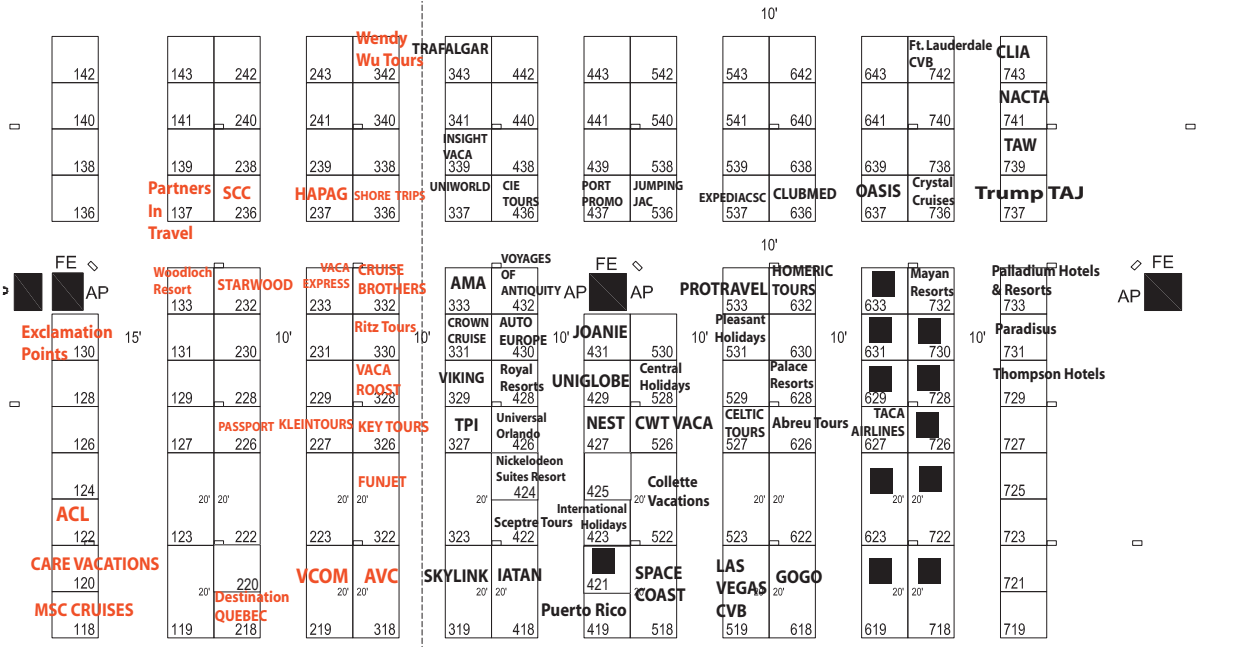 10'
Wendy
Wu Tours
TRAFALGAR
Ft. Lauderdale
CVB
CLIA
142 143 242 243 342 343 442 443 542 543 642 643 742 743
NACTA
140 141 240 241 340 341 440 441 540 541 640 641 740 741
INSIGHT
VACA
TAW
138 139 238 239 338 339 438 439 538 539 638 639 738 739
Partners
In
Travel
SCC
HAPAG
SHORE TRIPS
UNIWORLD
CIE
TOURS
PORT
PROMO
JUMPING
JAC
EXPEDIACSC
CLUBMED
OASIS
Crystal
Cruises
Trump TAJ
136 137 236 237 336 337 436 437 536 537 636 637 736 737
10'
FE
AP
Woodloch
Resort
STARWOOD
VACA
EXPRESS
CRUISE
BROTHERS
AMA
VOYAGES
OF
ANTIQUITY
AP
FE
AP
PROTRAVEL
HOMERIC
TOURS
Mayan
Resorts
Palladium Hotels
& Resorts
AP
FE
133 232 233 332 333 432 533 632 633 732 733
Exclamation
Points
15'
10'
Ritz Tours
10'
CROWN
CRUISE
AUTO
EUROPE
10'
JOANIE
10'
Pleasant
Holidays
10'
10'
Paradisus
130 131 230 231 330 331 430 431 530 531 630 631 730 731
VACA
ROOST
VIKING
Royal
Resorts
UNIGLOBE
Central
Holidays
Palace
Resorts
Thompson Hotels
128 129 228 229 328 329 428 429 528 529 628 629 728 729
PASSPORT
KLEINTOURS
KEY TOURS
TPI
Universal
Orlando
NEST
CWT VACA
CELTIC
TOURS
Abreu Tours
TACA
AIRLINES
126 127 226 227 326 327 426 427 526 527 626 627 726 727
FUNJET
Nickelodeon
Suites Resort
Collette
Vacations
124 424 425 725
20' 20' 20' 20' 20' 20' 20' 20' 20' 20'
ACL
Sceptre Tours
International
Holidays
122 123 222 223 322 323 422 423 522 523 622 623 722 723
CARE VACATIONS
VCOM
AVC
SKYLINK
IATAN
SPACE
COAST
LAS
VEGAS
CVB
GOGO
120 220 421 721
20' 20' 20' 20' 20' 20' 20' 20' 20' 20'
MSC CRUISES
Destination
QUEBEC
Puerto Rico
118 119 218 219 318 319 418 419 518 519 618 619 718 719